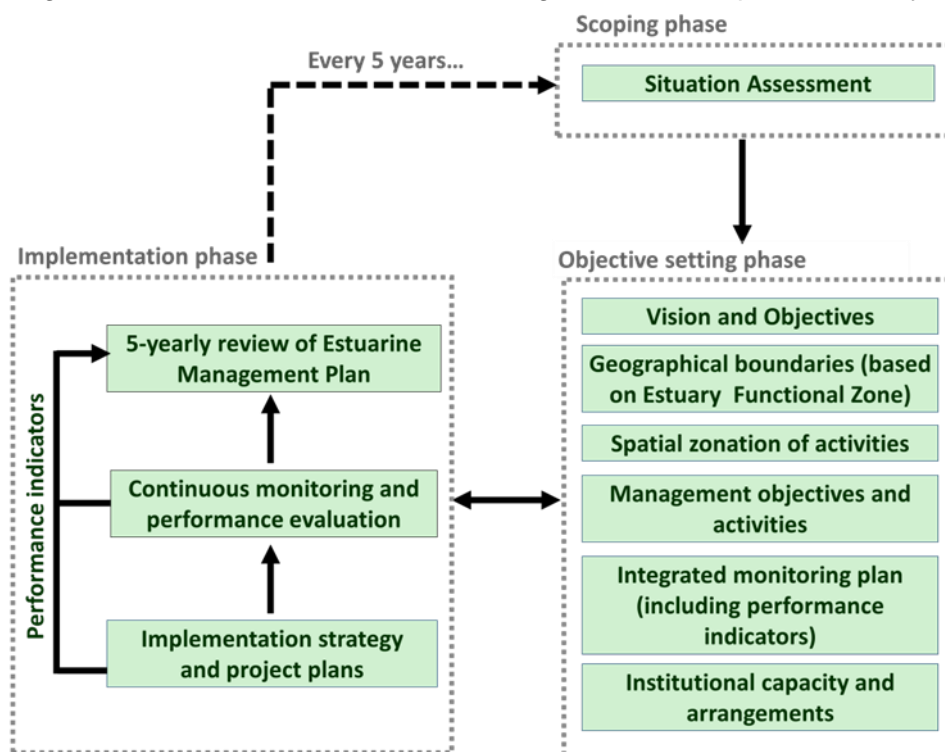 Scoping phase
Every 5 years...
Situation Assessment
Implementation phase
Objective setting phase
5-yearly review of Estuarine
Management Plan
Performance indicators
Continuous monitoring and
performance evaluation
Implementation strategy
and project plans
Vision and Objectives
Geographical boundaries (based
on Estuary Functional Zone)
Spatial zonation of activities
Management objectives and
activities
Integrated monitoring plan
(including performance
indicators)
Institutional capacity and
arrangements